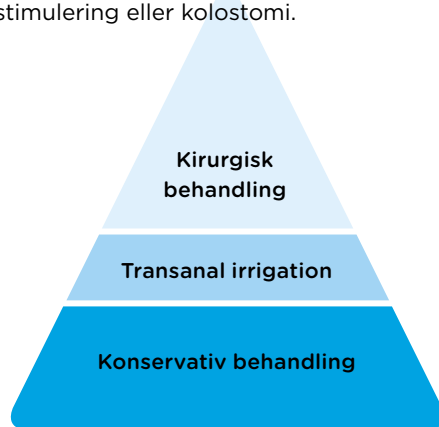 stimulering eller kolostomi.
Kirurgisk
behandling
Transanal irrigation
Konservativ behandling